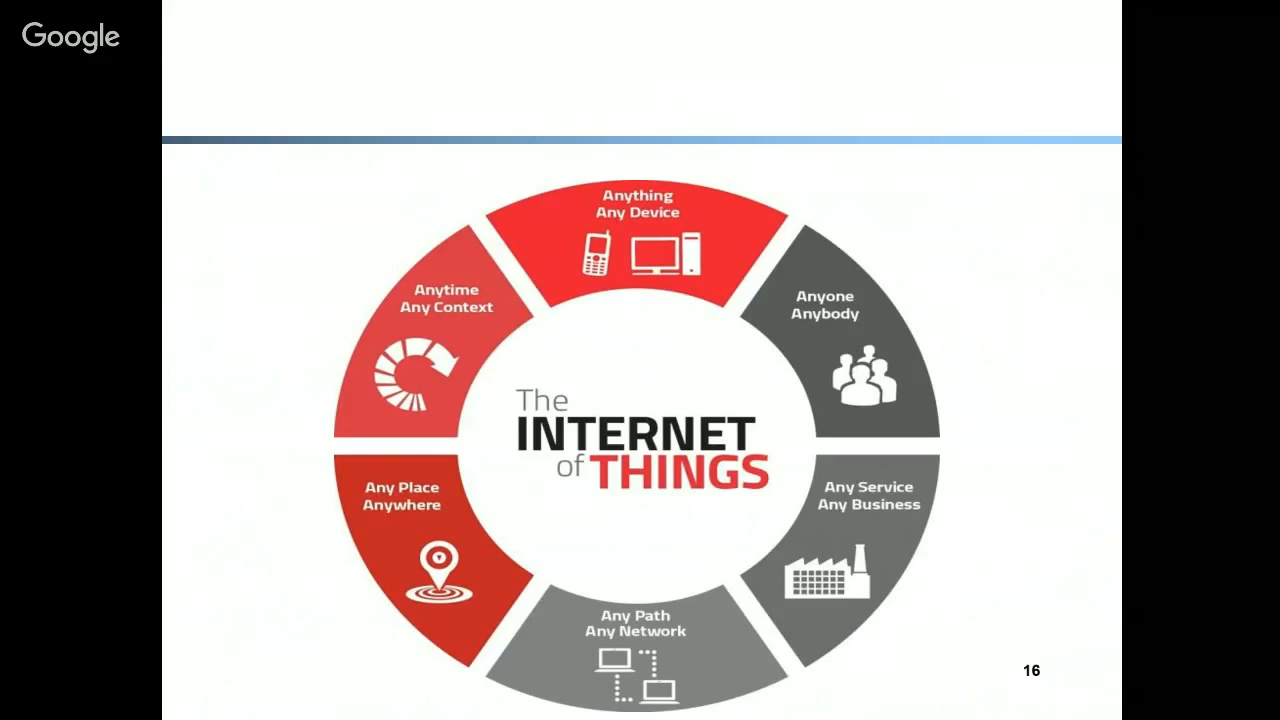 Google
Anything
Any Device
Anyone
Anybody
Any Service
Any Business
Any Path
Any Network
Any Place
Anywhere
Anytime
Any Context
The
INTERNET
of THINGS
16